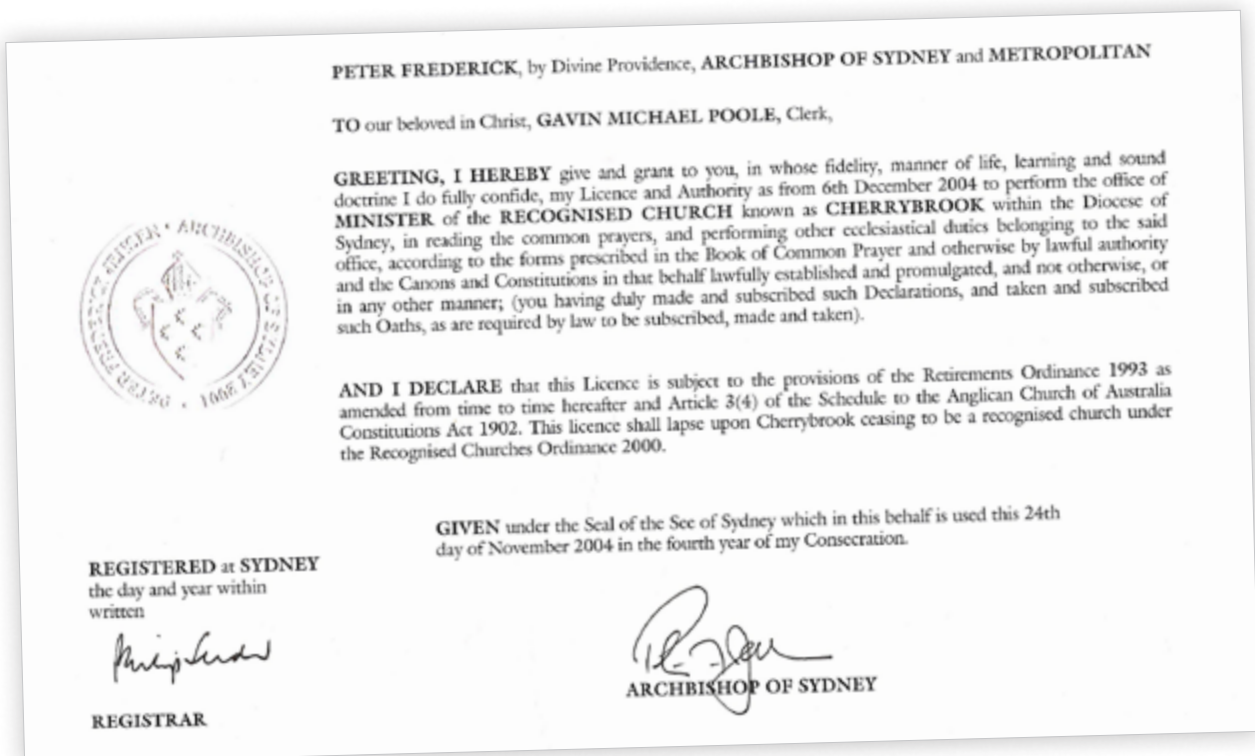 PETER FREDERICK, by Divine Providence, ARCHBISHOP OF SYDNEY and METROPOLITAN
TO our beloved in Christ, GAVIN MICHAEL POOLE, Clerk,
GREETING, I HEREBY give and grant to you, in whose fidelity, manner of life, learning and sound
doctrine I do fully confide, my Licence and Authority as from 6th December 2004 to perform the office of
MINISTER of the RECOGNISED CHURCH known as CHERRYBROOK within the Diocese of
Sydney, in reading the common prayers, and performing other ecclesiastical duties belonging to the said
office, according to the forms prescribed in the Book of Common Prayer and otherwise by lawful authority
and the Canons and Constitutions in that behalf lawfully established and promulgated, and not otherwise, or
in any other manner; (you having duly made and subscribed such Declarations, and taken and subscribed
such Oaths, as are required by law to be subscribed, made and taken).
AND I DECLARE that this Licence is subject to the provisions of the Retirements Ordinance 1993 as
amended from time to time hereafter and Article 3(4) of the Schedule to the Anglican Church of Australia
Constitutions Act 1902. This licence shall lapse upon Cherrybrook ceasing to be a recognised church under
the Recognised Churches Ordinance 2000.
GIVEN under the Seal of the See of Sydney which in this behalf is used this 24th
day of November 2004 in the fourth year of my Consecration.
REGISTERED at SYDNEY
the day and year within
written
REGISTRAR
ARCHBISHOP OF SYDNEY
PETER FREDERICK JENSEN · ARCHBISHOP OF SYDNEY 2001 ·